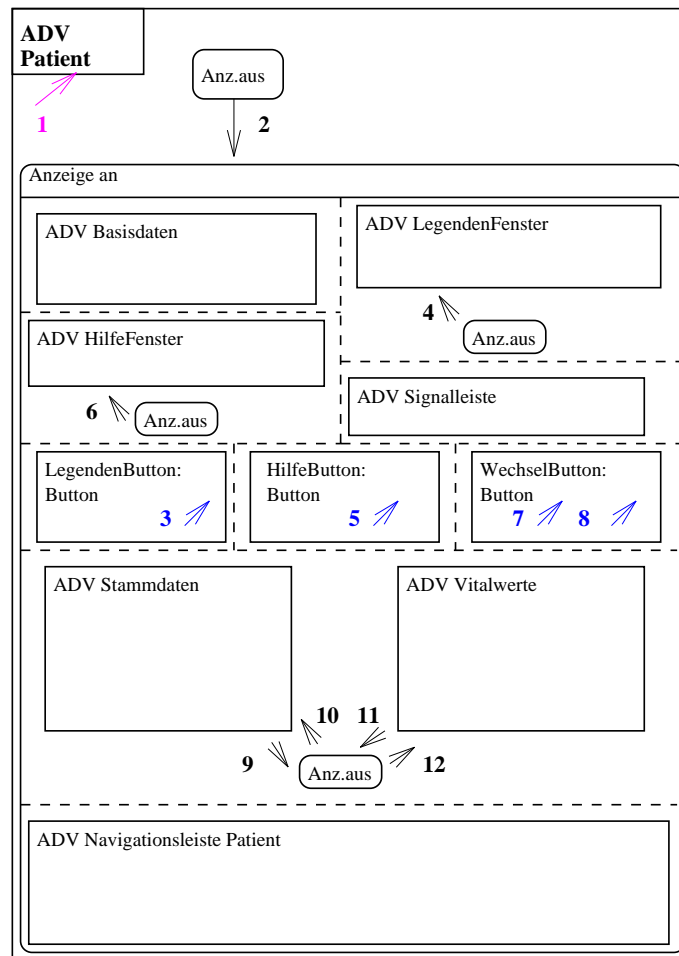 ADV
Patient
Anz.aus
1
2
Anzeige an
ADV Basisdaten
ADV LegendenFenster
4
Anz.aus
ADV HilfeFenster
6
Anz.aus
ADV Signalleiste
LegendenButton:
Button
3
HilfeButton:
Button
5
WechselButton:
Button
7 8
ADV Stammdaten
ADV Vitalwerte
10 11
9
Anz.aus
12
ADV Navigationsleiste Patient